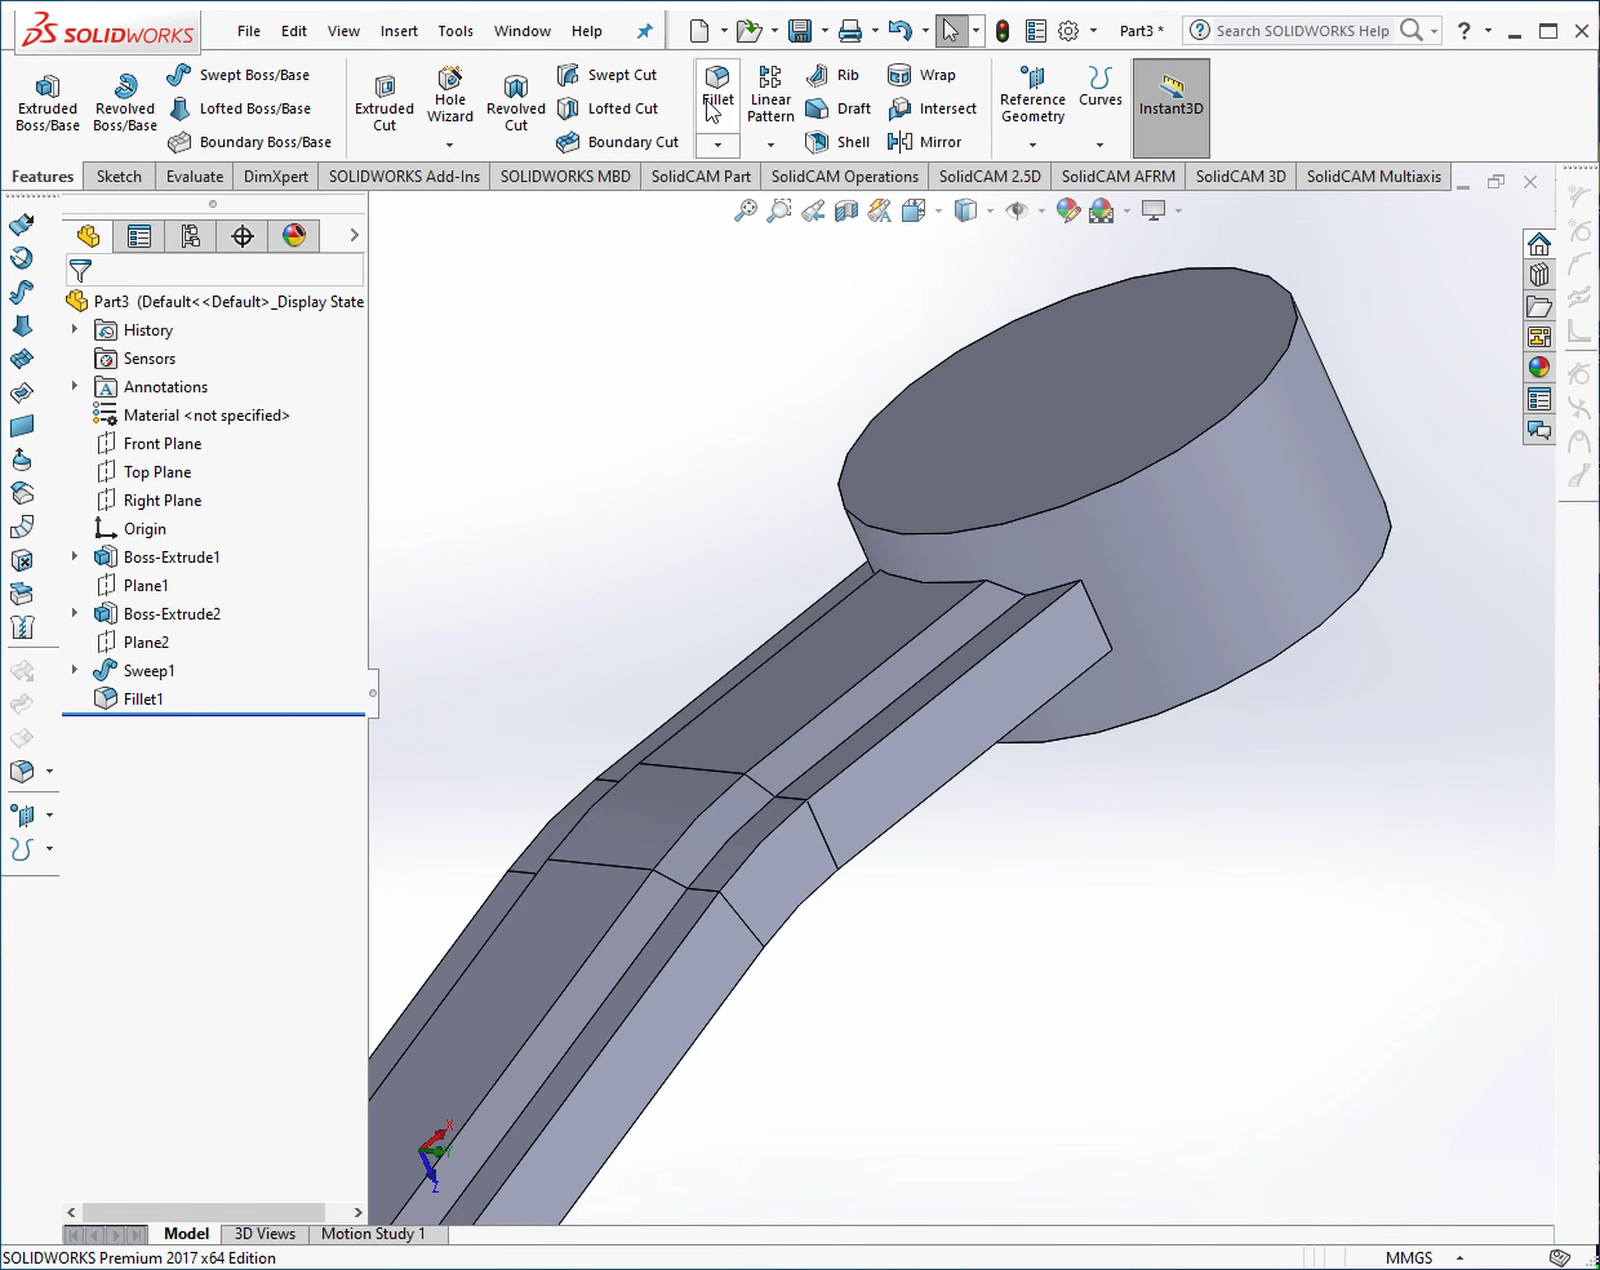 SOLIDWORKS
File Edit View Insert Tools Window Help
Part3 *
Search SOLIDWORKS Help
?
Extruded Boss/Base
Revolved Boss/Base
Swept Boss/Base
Lofted Boss/Base
Boundary Boss/Base
Extruded Cut
Hole Wizard
Revolved Cut
Swept Cut
Lofted Cut
Boundary Cut
Fillet
Linear Pattern
Rib
Draft
Shell
Wrap
Intersect
Mirror
Reference Geometry
Curves
Instant3D
Features Sketch Evaluate DimXpert SOLIDWORKS Add-Ins SOLIDWORKS MBD SolidCAM Part SolidCAM Operations SolidCAM 2.5D SolidCAM AFRM SolidCAM 3D SolidCAM Multiaxis
Part3 (Default<<Default>_Display State
History
Sensors
Annotations
Material <not specified>
Front Plane
Top Plane
Right Plane
Origin
Boss-Extrude1
Plane1
Boss-Extrude2
Plane2
Sweep1
Fillet1
X
Y
Z
Model 3D Views Motion Study 1
SOLIDWORKS Premium 2017 x64 Edition
MMGS